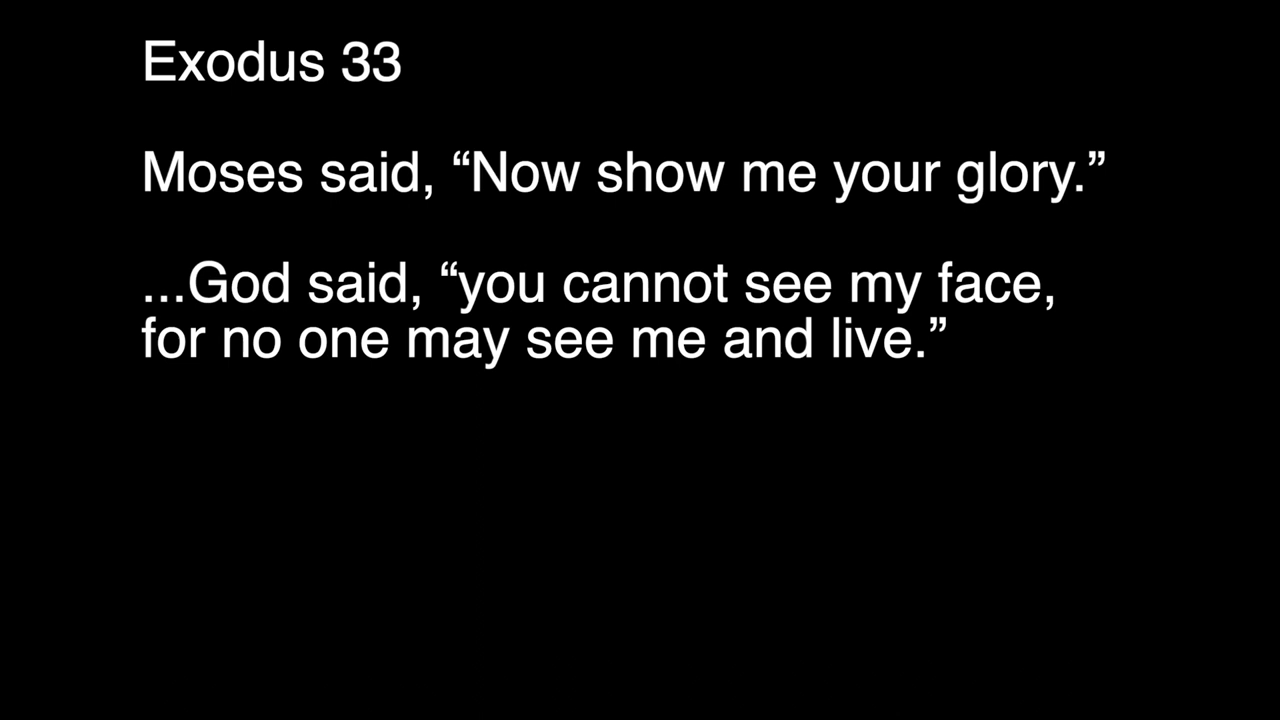 Exodus 33
Moses said, “Now show me your glory.”
...God said, “you cannot see my face,
for no one may see me and live.”